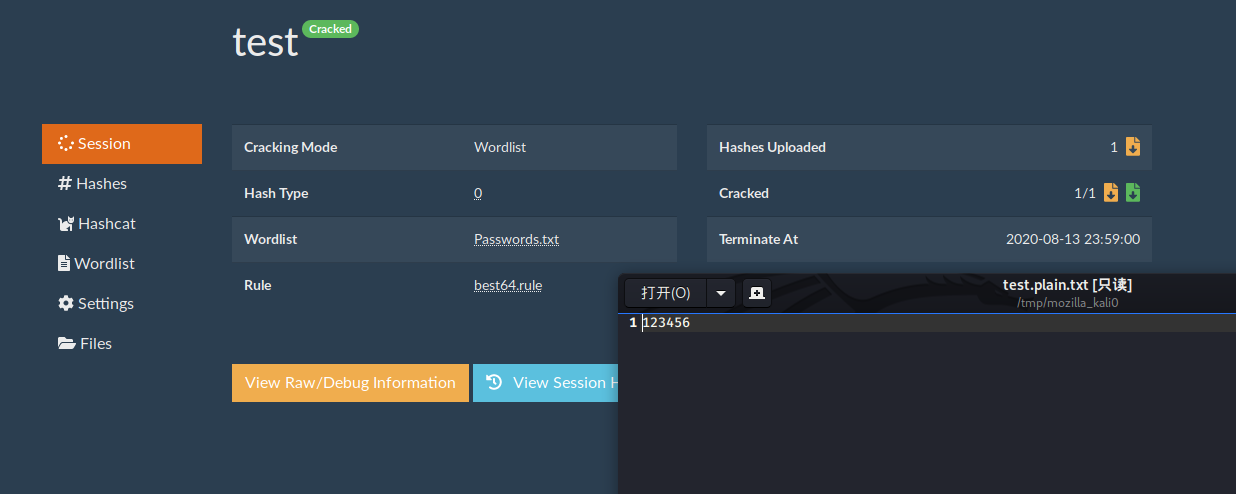 test Cracked
Session
Hashes
Hashcat
Wordlist
Settings
Files
Cracking Mode Wordlist
Hash Type 0
Wordlist Passwords.txt
Rule best64.rule
Hashes Uploaded 1
Cracked 1/1
Terminate At 2020-08-13 23:59:00
View Raw/Debug Information
View Session H
打开(O)
test.plain.txt [只读]
/tmp/mozilla_kali0
1 123456